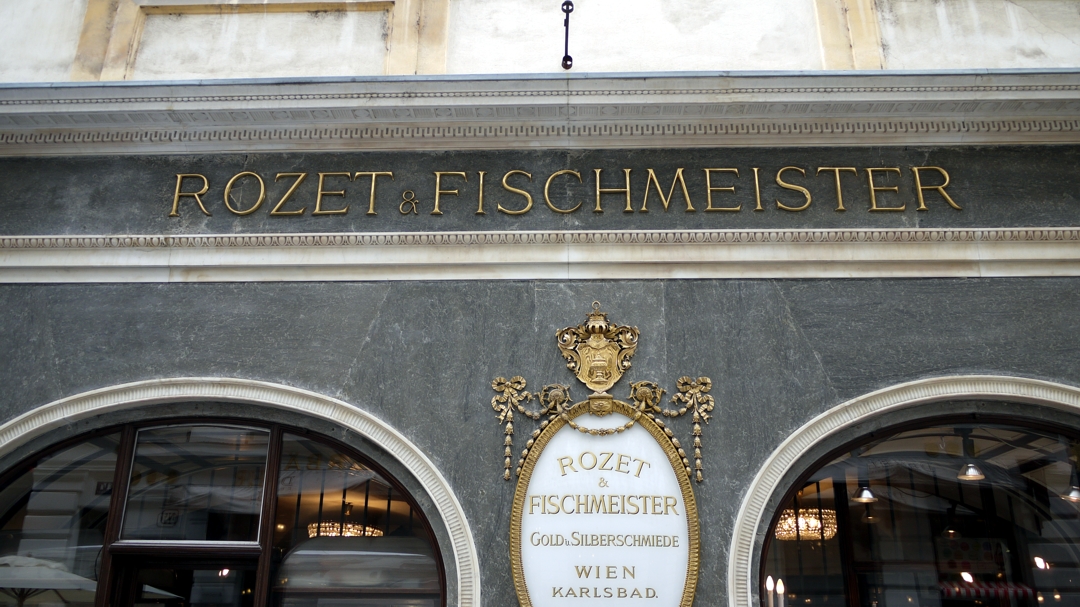 ROZET & FISCHMEISTER
ROZET
&
FISCHMEISTER
GOLD u. SILBERSCHMIEDE
WIEN
KARLSBAD.